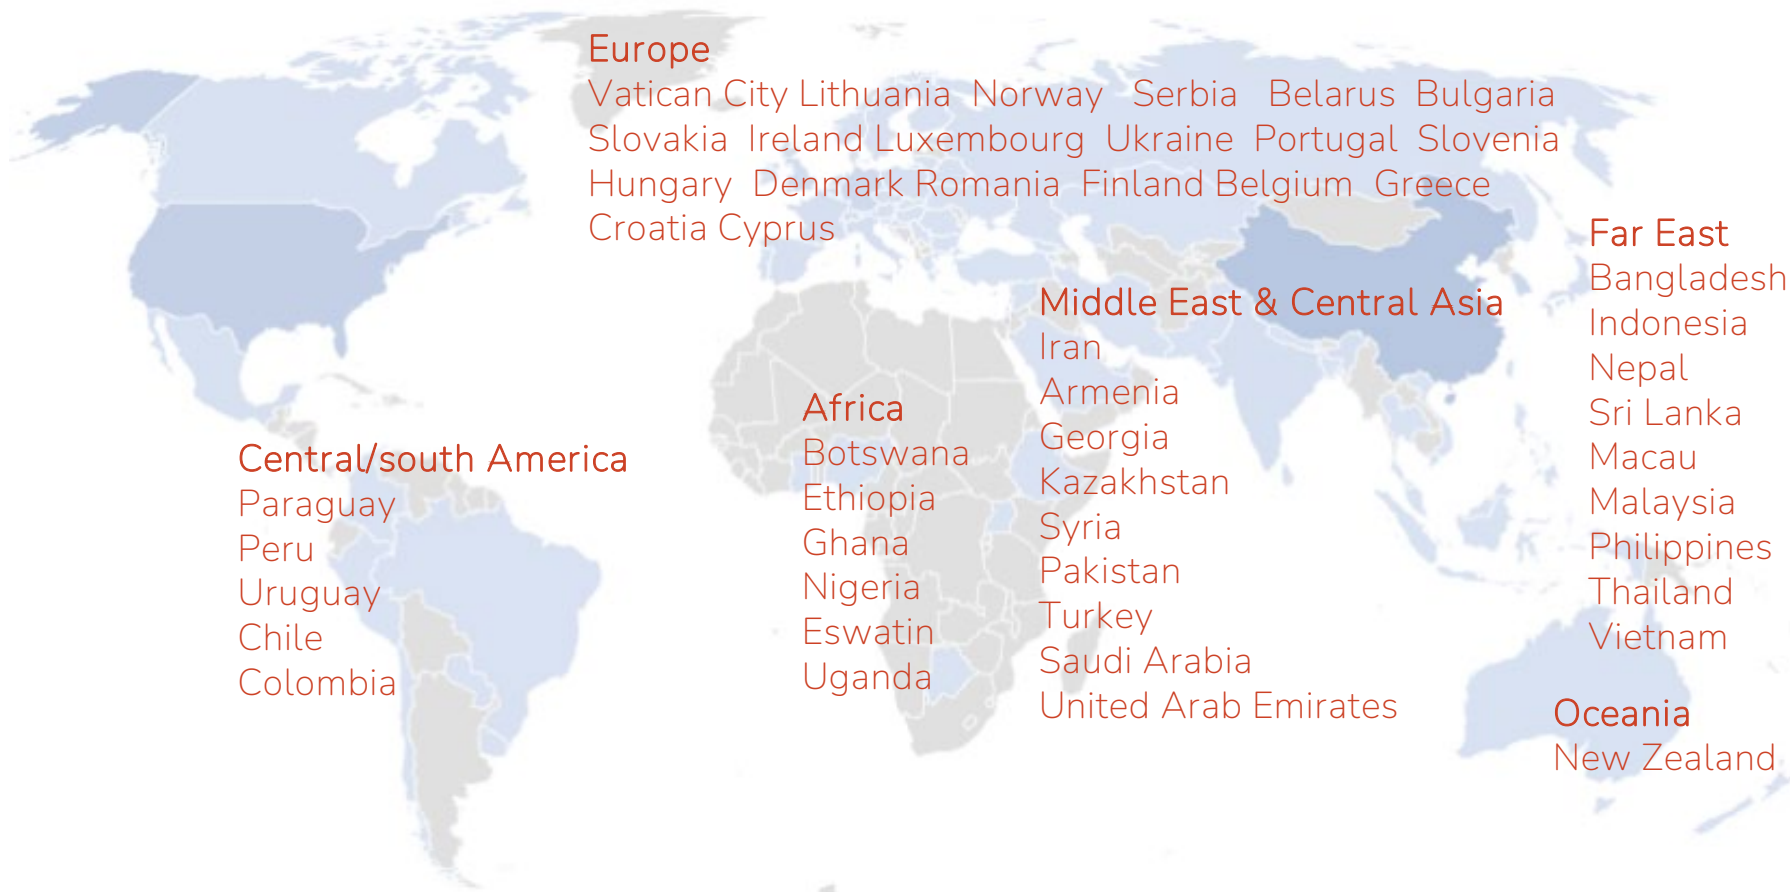 Europe
Vatican City Lithuania Norway Serbia Belarus Bulgaria
Slovakia Ireland Luxembourg Ukraine Portugal Slovenia
Hungary Denmark Romania Finland Belgium Greece
Croatia Cyprus
Far East
Bangladesh
Indonesia
Nepal
Sri Lanka
Macau
Malaysia
Philippines
Thailand
Vietnam
Middle East & Central Asia
Iran
Armenia
Georgia
Kazakhstan
Syria
Pakistan
Turkey
Saudi Arabia
United Arab Emirates
Africa
Botswana
Ethiopia
Ghana
Nigeria
Eswatin
Uganda
Central/south America
Paraguay
Peru
Uruguay
Chile
Colombia
Oceania
New Zealand